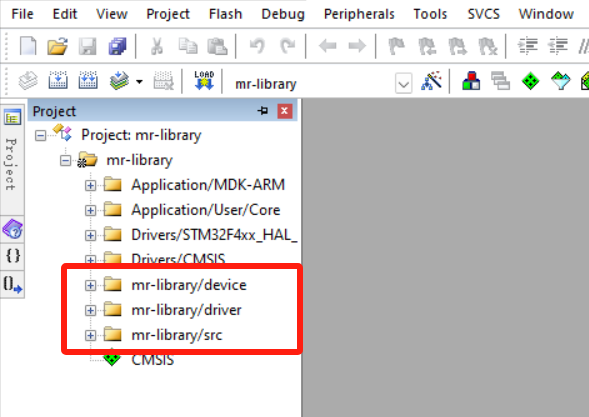 File Edit View Project Flash Debug Peripherals Tools SVCS Window
LOAD
mr-library
Project
Project
Project: mr-library
mr-library
Application/MDK-ARM
Application/User/Core
Drivers/STM32F4xx_HAL_
Drivers/CMSIS
mr-library/device
mr-library/driver
mr-library/src
CMSIS
{}
0